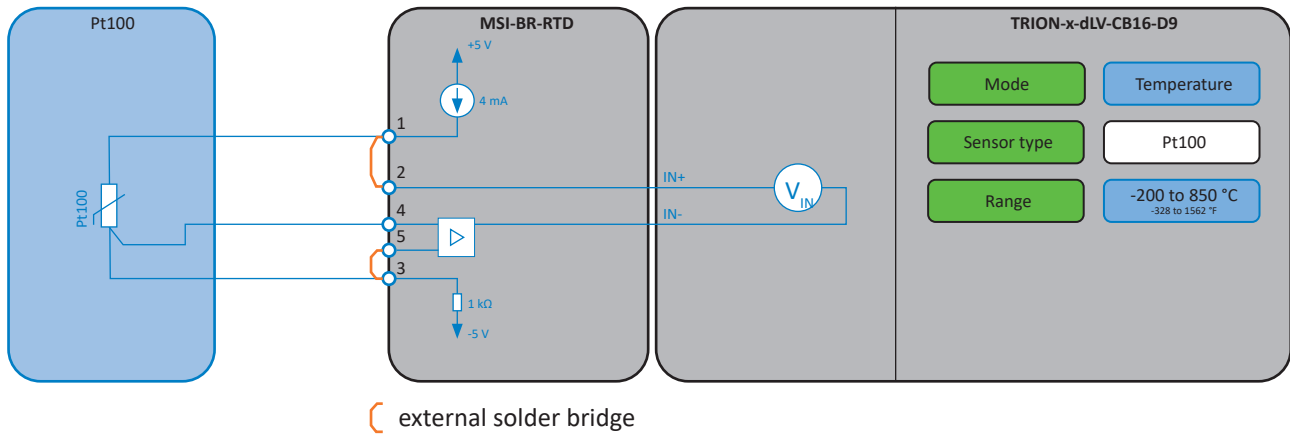 Pt100
MSI-BR-RTD
TRION-x-dLV-CB16-D9
+5 V
4 mA
Mode
Temperature
1
Sensor type
Pt100
2
IN+
V IN
Range
-200 to 850 °C
-328 to 1562 °F
Pt100
4
IN-
5
3
1 kΩ
-5 V
external solder bridge